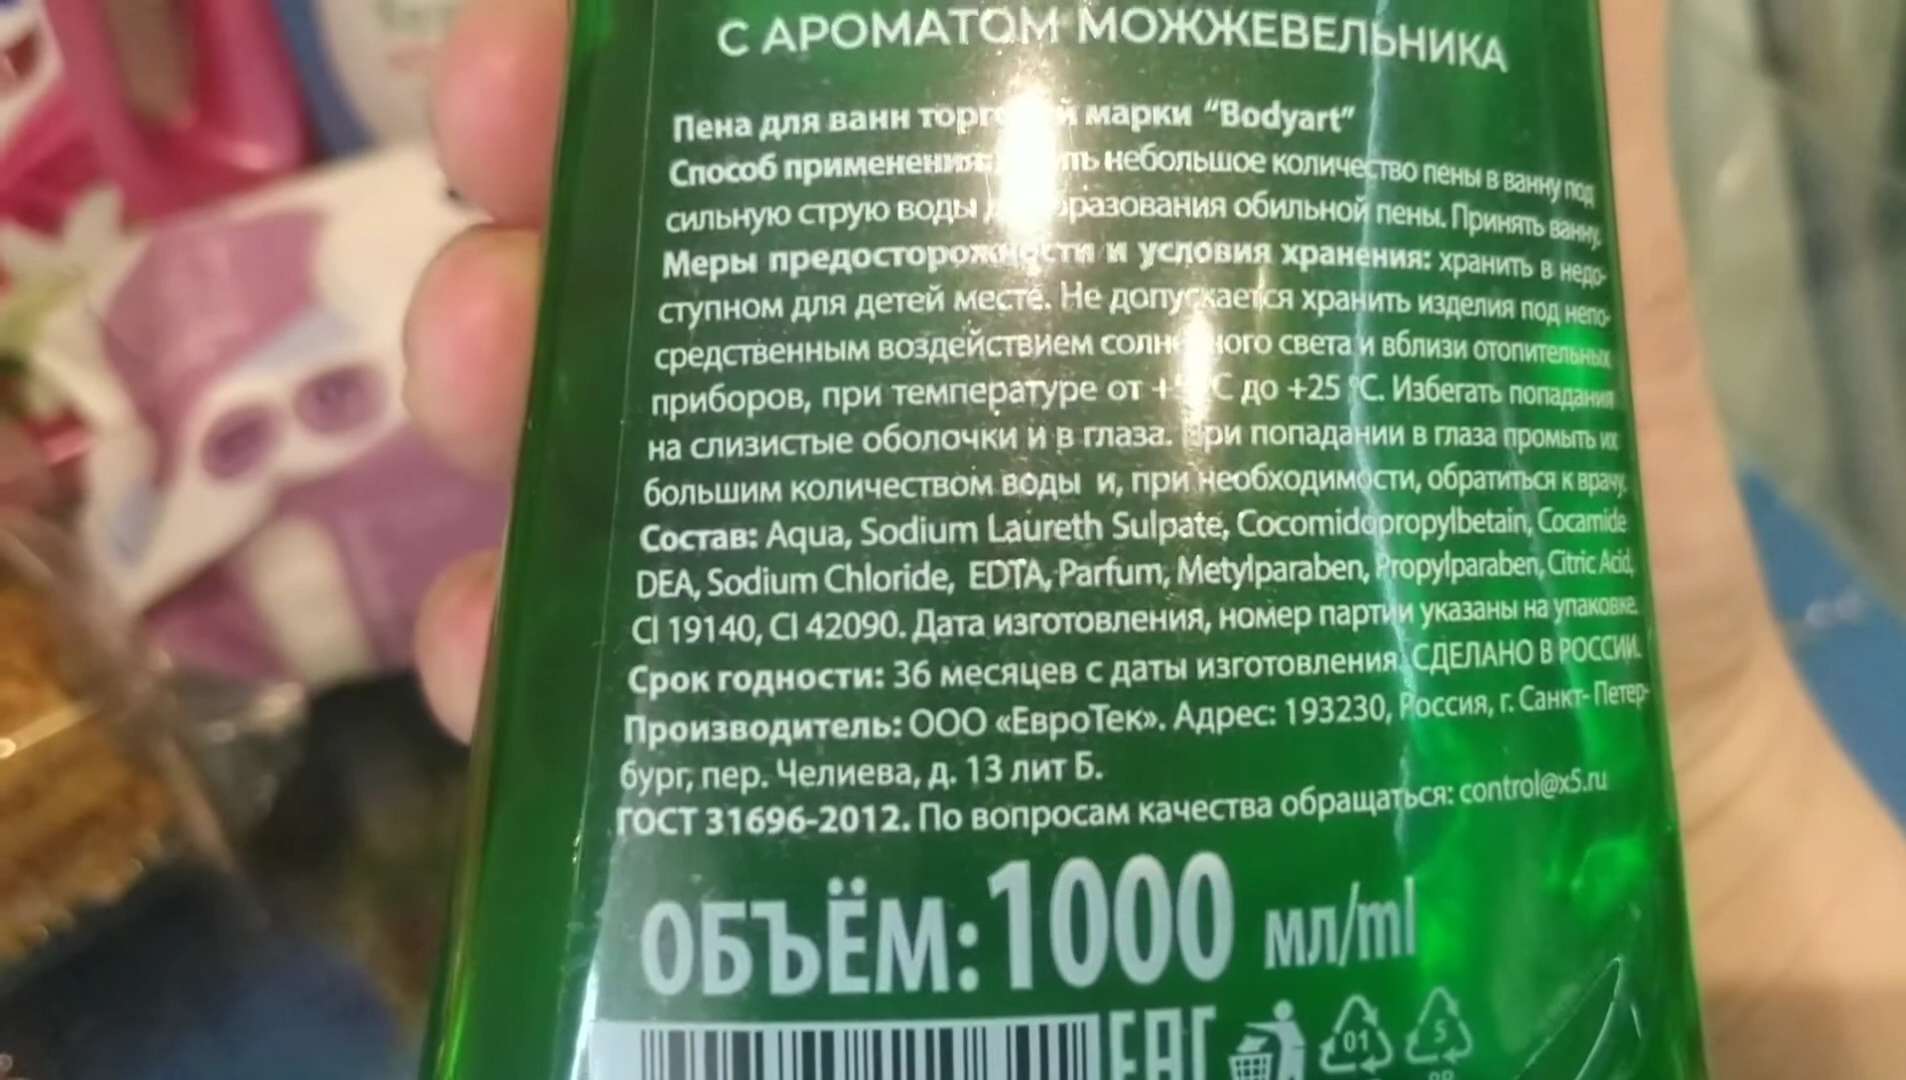 С АРОМАТОМ МОЖЖЕВЕЛЬНИКА
Пена для ванн марки “Bodyart”
Способ применения: небольшое количество пены в ванну под
сильную струю воды образования обильной пены. Принять ванну.
Меры предосторожности и условия хранения: хранить в недо-
ступном для детей месте. Не допускается хранить изделия под непо-
средственным воздействием света и вблизи отопительных
приборов, при температуре от C до +25 °C. Избегать попадания
на слизистые оболочки и в глаза. При попадании в глаза промыть их
большим количеством воды и, при необходимости, обратиться к врачу.
Состав: Aqua, Sodium Laureth Sulpate, Cocomidopropylbetain, Cocamide
DEA, Sodium Chloride, EDTA, Parfum, Metylparaben, Propylparaben, Citric Acid,
CI 19140, CI 42090. Дата изготовления, номер партии указаны на упаковке.
Срок годности: 36 месяцев с даты изготовления. СДЕЛАНО В РОССИИ.
Производитель: ООО «ЕвроТек». Адрес: 193230, Россия, г. Санкт- Петер-
бург, пер. Челиева, д. 13 лит Б.
ГОСТ 31696-2012. По вопросам качества обращаться: control@x5.ru
ОБЪЁМ: 1000 мл/ml
EAC
01
5